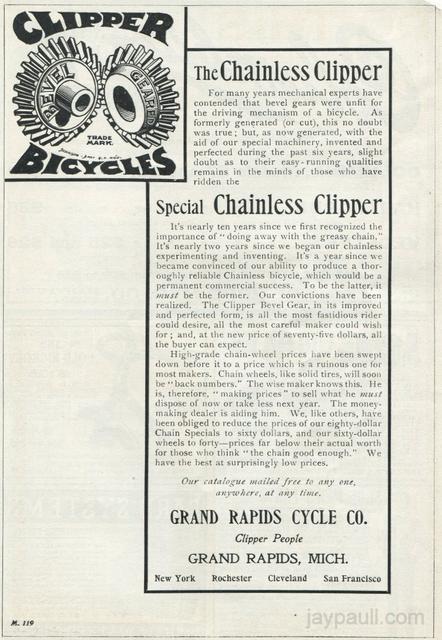 CLIPPER
BEVEL
GEARED
TRADE
MARK.
BICYCLES
The Chainless Clipper
For many years mechanical experts have
contended that bevel gears were unfit for
the driving mechanism of a bicycle. As
formerly generated (or cut), this no doubt
was true; but, as now generated, with the
aid of our special machinery, invented and
perfected during the past six years, slight
doubt as to their easy-running qualities
remains in the minds of those who have
ridden the
Special Chainless Clipper
It's nearly ten years since we first recognized the
importance of "doing away with the greasy chain."
It's nearly two years since we began our chainless
experimenting and inventing. It's a year since we
became convinced of our ability to produce a thor-
oughly reliable Chainless bicycle, which would be a
permanent commercial success. To be the latter, it
must be the former. Our convictions have been
realized. The Clipper Bevel Gear, in its improved
and perfected form, is all the most fastidious rider
could desire, all the most careful maker could wish
for; and, at the new price of seventy-five dollars, all
the buyer can expect.
High-grade chain-wheel prices have been swept
down before it to a price which is a ruinous one for
most makers. Chain wheels, like solid tires, will soon
be "back numbers." The wise maker knows this. He
is, therefore, "making prices" to sell what he must
dispose of now or take less next year. The money-
making dealer is aiding him. We, like others, have
been obliged to reduce the prices of our eighty-dollar
Chain Specials to sixty dollars, and our sixty-dollar
wheels to forty—prices far below their actual worth
for those who think "the chain good enough." We
have the best at surprisingly low prices.
Our catalogue mailed free to any one,
anywhere, at any time.
GRAND RAPIDS CYCLE CO.
Clipper People
GRAND RAPIDS, MICH.
New York Rochester Cleveland San Francisco
M. 119
jaypaull.com